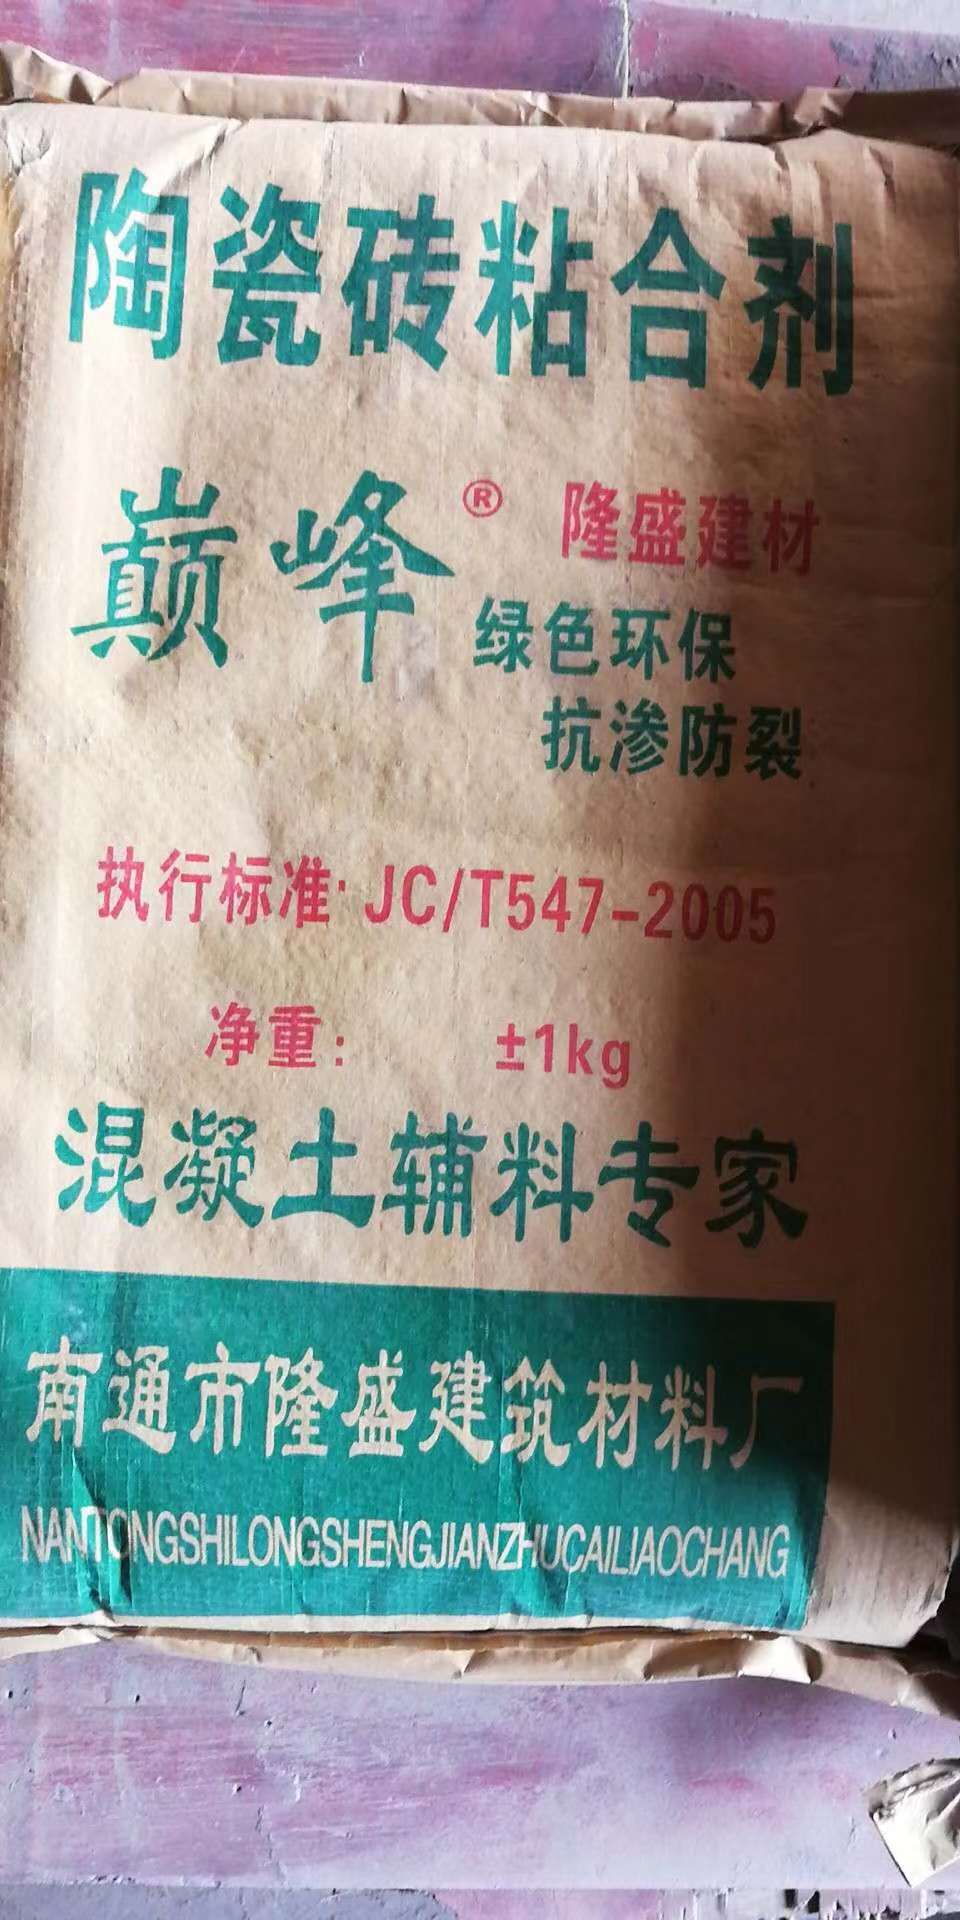 陶瓷砖粘合剂
巅峰® 隆盛建材
绿色环保
抗渗防裂
执行标准: JC/T547-2005
净重: ±1kg
混凝土辅料专家
南通市隆盛建筑材料厂
NANTONGSHILONGSHENGJIANZHUCAILIAOCHANG